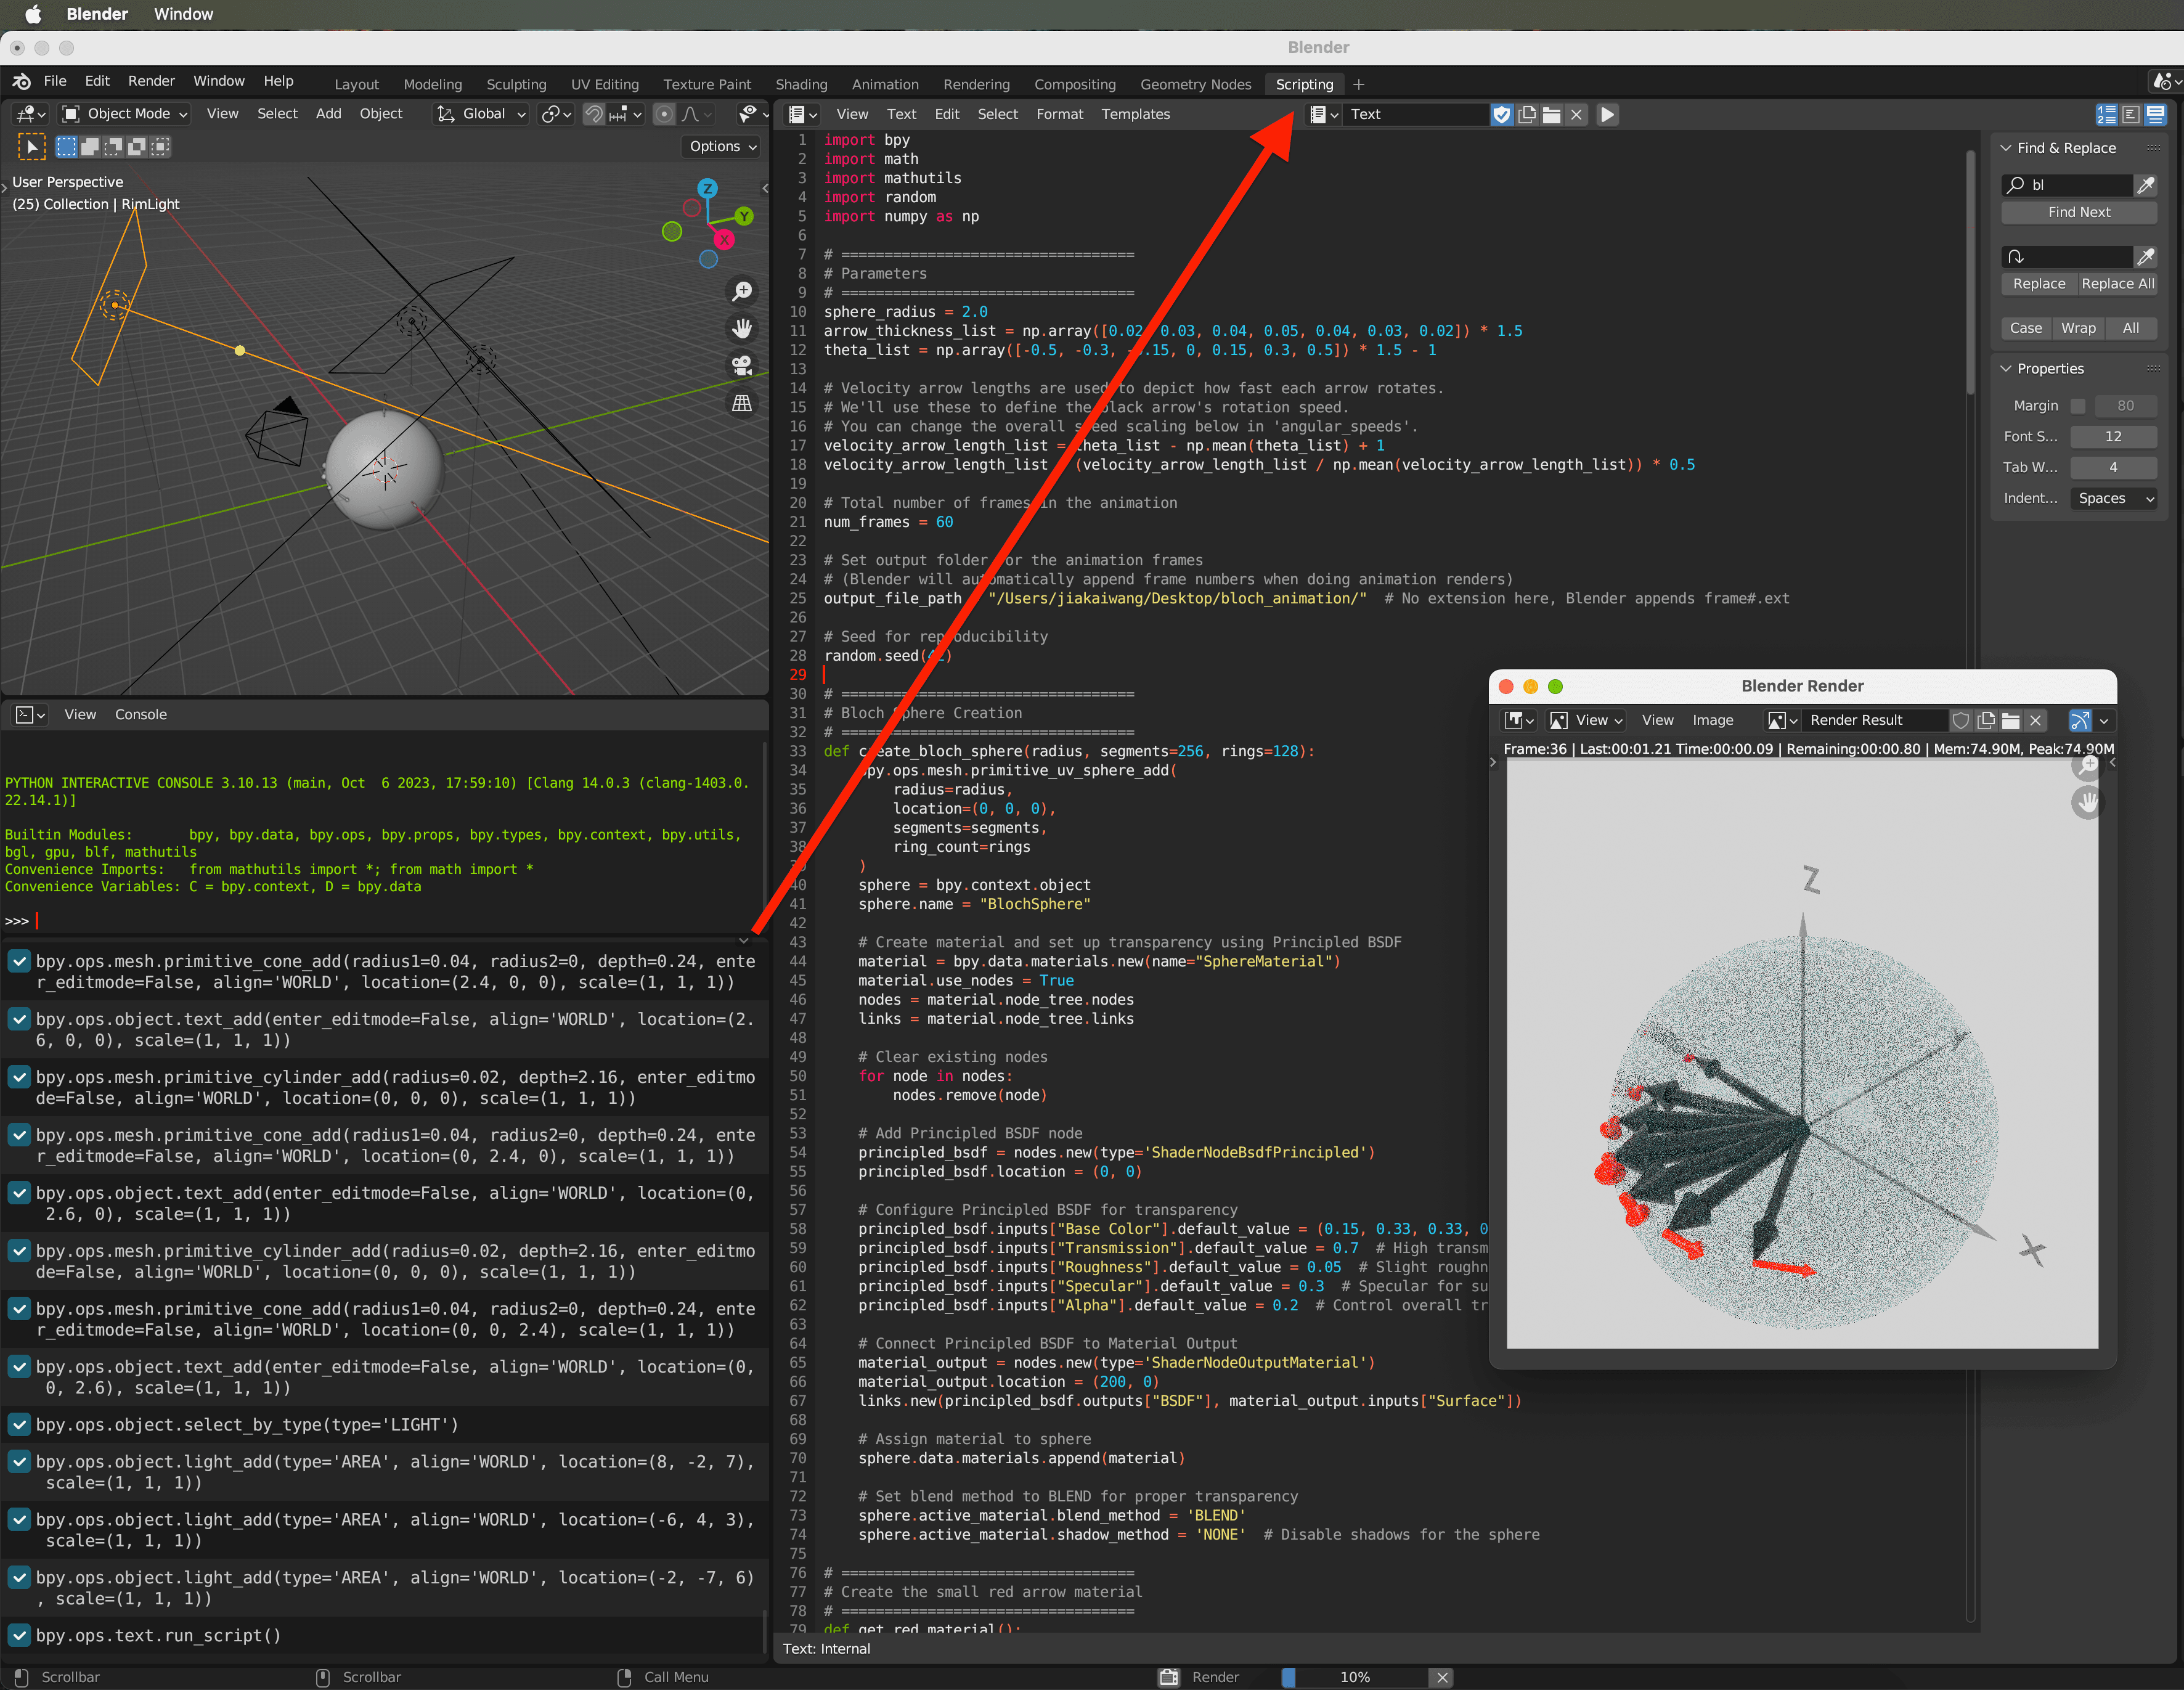 Blender Window
Blender
File Edit Render Window Help Layout Modeling Sculpting UV Editing Texture Paint Shading Animation Rendering Compositing Geometry Nodes Scripting +
Object Mode View Select Add Object Global
Options
User Perspective
(25) Collection | RimLight
Z
Y
X
View Text Edit Select Format Templates Text
1 import bpy
2 import math
3 import mathutils
4 import random
5 import numpy as np
6
7 # ==================================
8 # Parameters
9 # ==================================
10 sphere_radius = 2.0
11 arrow_thickness_list = np.array([0.02, 0.03, 0.04, 0.05, 0.04, 0.03, 0.02]) * 1.5
12 theta_list = np.array([-0.5, -0.3, -0.15, 0, 0.15, 0.3, 0.5]) * 1.5 - 1
13
14 # Velocity arrow lengths are used to depict how fast each arrow rotates.
15 # We'll use these to define the black arrow's rotation speed.
16 # You can change the overall speed scaling below in 'angular_speeds'.
17 velocity_arrow_length_list = theta_list - np.mean(theta_list) + 1
18 velocity_arrow_length_list (velocity_arrow_length_list / np.mean(velocity_arrow_length_list)) * 0.5
19
20 # Total number of frames in the animation
21 num_frames = 60
22
23 # Set output folder for the animation frames
24 # (Blender will automatically append frame numbers when doing animation renders)
25 output_file_path "/Users/jiakaiwang/Desktop/bloch_animation/" # No extension here, Blender appends frame#.ext
26
27 # Seed for reproducibility
28 random.seed(42)
29
30 # ==================================
31 # Bloch Sphere Creation
32 # ==================================
33 def create_bloch_sphere(radius, segments=256, rings=128):
34 bpy.ops.mesh.primitive_uv_sphere_add(
35 radius=radius,
36 location=(0, 0, 0),
37 segments=segments,
38 ring_count=rings
39 )
40 sphere = bpy.context.object
41 sphere.name = "BlochSphere"
42
43 # Create material and set up transparency using Principled BSDF
44 material = bpy.data.materials.new(name="SphereMaterial")
45 material.use_nodes = True
46 nodes = material.node_tree.nodes
47 links = material.node_tree.links
48
49 # Clear existing nodes
50 for node in nodes:
51 nodes.remove(node)
52
53 # Add Principled BSDF node
54 principled_bsdf = nodes.new(type='ShaderNodeBsdfPrincipled')
55 principled_bsdf.location = (0, 0)
56
57 # Configure Principled BSDF for transparency
58 principled_bsdf.inputs["Base Color"].default_value = (0.15, 0.33, 0.33, 0
59 principled_bsdf.inputs["Transmission"].default_value = 0.7 # High transm
60 principled_bsdf.inputs["Roughness"].default_value = 0.05 # Slight roughn
61 principled_bsdf.inputs["Specular"].default_value = 0.3 # Specular for su
62 principled_bsdf.inputs["Alpha"].default_value = 0.2 # Control overall tr
63
64 # Connect Principled BSDF to Material Output
65 material_output = nodes.new(type='ShaderNodeOutputMaterial')
66 material_output.location = (200, 0)
67 links.new(principled_bsdf.outputs["BSDF"], material_output.inputs["Surface"])
68
69 # Assign material to sphere
70 sphere.data.materials.append(material)
71
72 # Set blend method to BLEND for proper transparency
73 sphere.active_material.blend_method = 'BLEND'
74 sphere.active_material.shadow_method = 'NONE' # Disable shadows for the sphere
75
76 # ==================================
77 # Create the small red arrow material
78 # ==================================
79 def get_red_material():
Text: Internal
Find & Replace
bl
Find Next
Replace Replace All
Case Wrap All
Properties
Margin 80
Font S... 12
Tab W... 4
Indent... Spaces
Blender Render
View View Image Render Result
Frame:36 | Last:00:01.21 Time:00:00.09 | Remaining:00:00.80 | Mem:74.90M, Peak:74.90M
Z
y
X
View Console
PYTHON INTERACTIVE CONSOLE 3.10.13 (main, Oct  6 2023, 17:59:10) [Clang 14.0.3 (clang-1403.0.
22.14.1)]
Builtin Modules: bpy, bpy.data, bpy.ops, bpy.props, bpy.types, bpy.context, bpy.utils,
bgl, gpu, blf, mathutils
Convenience Imports: from mathutils import *; from math import *
Convenience Variables: C = bpy.context, D = bpy.data
>>>
bpy.ops.mesh.primitive_cone_add(radius1=0.04, radius2=0, depth=0.24, ente
r_editmode=False, align='WORLD', location=(2.4, 0, 0), scale=(1, 1, 1))
bpy.ops.object.text_add(enter_editmode=False, align='WORLD', location=(2.
6, 0, 0), scale=(1, 1, 1))
bpy.ops.mesh.primitive_cylinder_add(radius=0.02, depth=2.16, enter_editmo
de=False, align='WORLD', location=(0, 0, 0), scale=(1, 1, 1))
bpy.ops.mesh.primitive_cone_add(radius1=0.04, radius2=0, depth=0.24, ente
r_editmode=False, align='WORLD', location=(0, 2.4, 0), scale=(1, 1, 1))
bpy.ops.object.text_add(enter_editmode=False, align='WORLD', location=(0,
2.6, 0), scale=(1, 1, 1))
bpy.ops.mesh.primitive_cylinder_add(radius=0.02, depth=2.16, enter_editmo
de=False, align='WORLD', location=(0, 0, 0), scale=(1, 1, 1))
bpy.ops.mesh.primitive_cone_add(radius1=0.04, radius2=0, depth=0.24, ente
r_editmode=False, align='WORLD', location=(0, 0, 2.4), scale=(1, 1, 1))
bpy.ops.object.text_add(enter_editmode=False, align='WORLD', location=(0,
0, 2.6), scale=(1, 1, 1))
bpy.ops.object.select_by_type(type='LIGHT')
bpy.ops.object.light_add(type='AREA', align='WORLD', location=(8, -2, 7),
scale=(1, 1, 1))
bpy.ops.object.light_add(type='AREA', align='WORLD', location=(-6, 4, 3),
scale=(1, 1, 1))
bpy.ops.object.light_add(type='AREA', align='WORLD', location=(-2, -7, 6)
, scale=(1, 1, 1))
bpy.ops.text.run_script()
Scrollbar Scrollbar Call Menu Render 10%